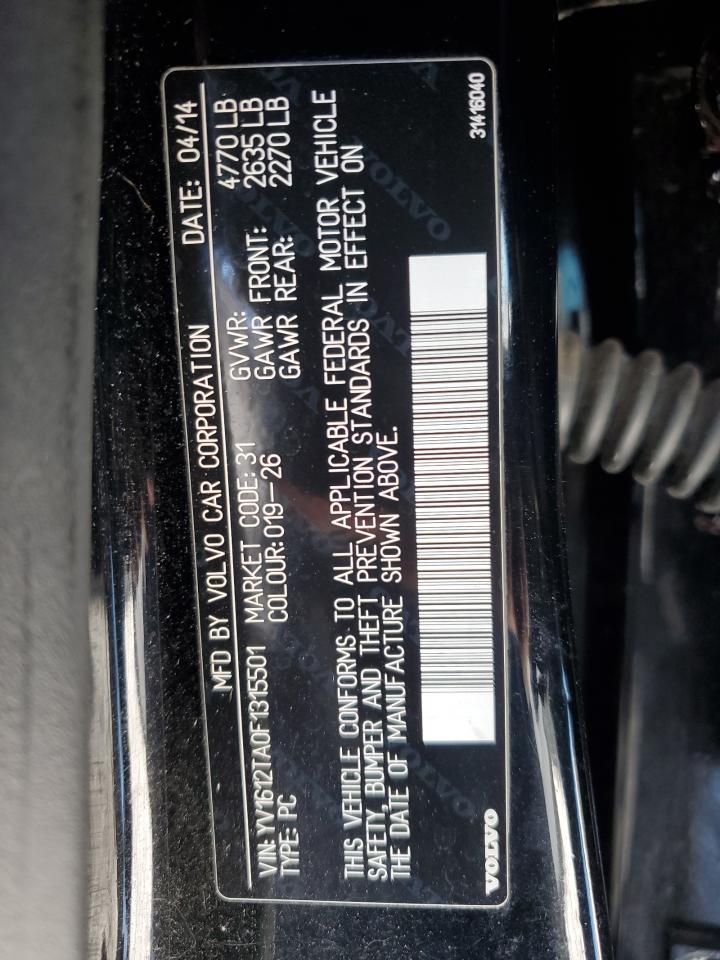 MFD BY VOLVO CAR CORPORATION DATE: 04/14
VIN: YV1612TA0F1315501 MARKET CODE: 31 GVWR: 4770 LB
TYPE: PC COLOUR: 019-26 GAWR FRONT: 2635 LB
GAWR REAR: 2270 LB
THIS VEHICLE CONFORMS TO ALL APPLICABLE FEDERAL MOTOR VEHICLE
SAFETY, BUMPER AND THEFT PREVENTION STANDARDS IN EFFECT ON
THE DATE OF MANUFACTURE SHOWN ABOVE.
VOLVO
31416040